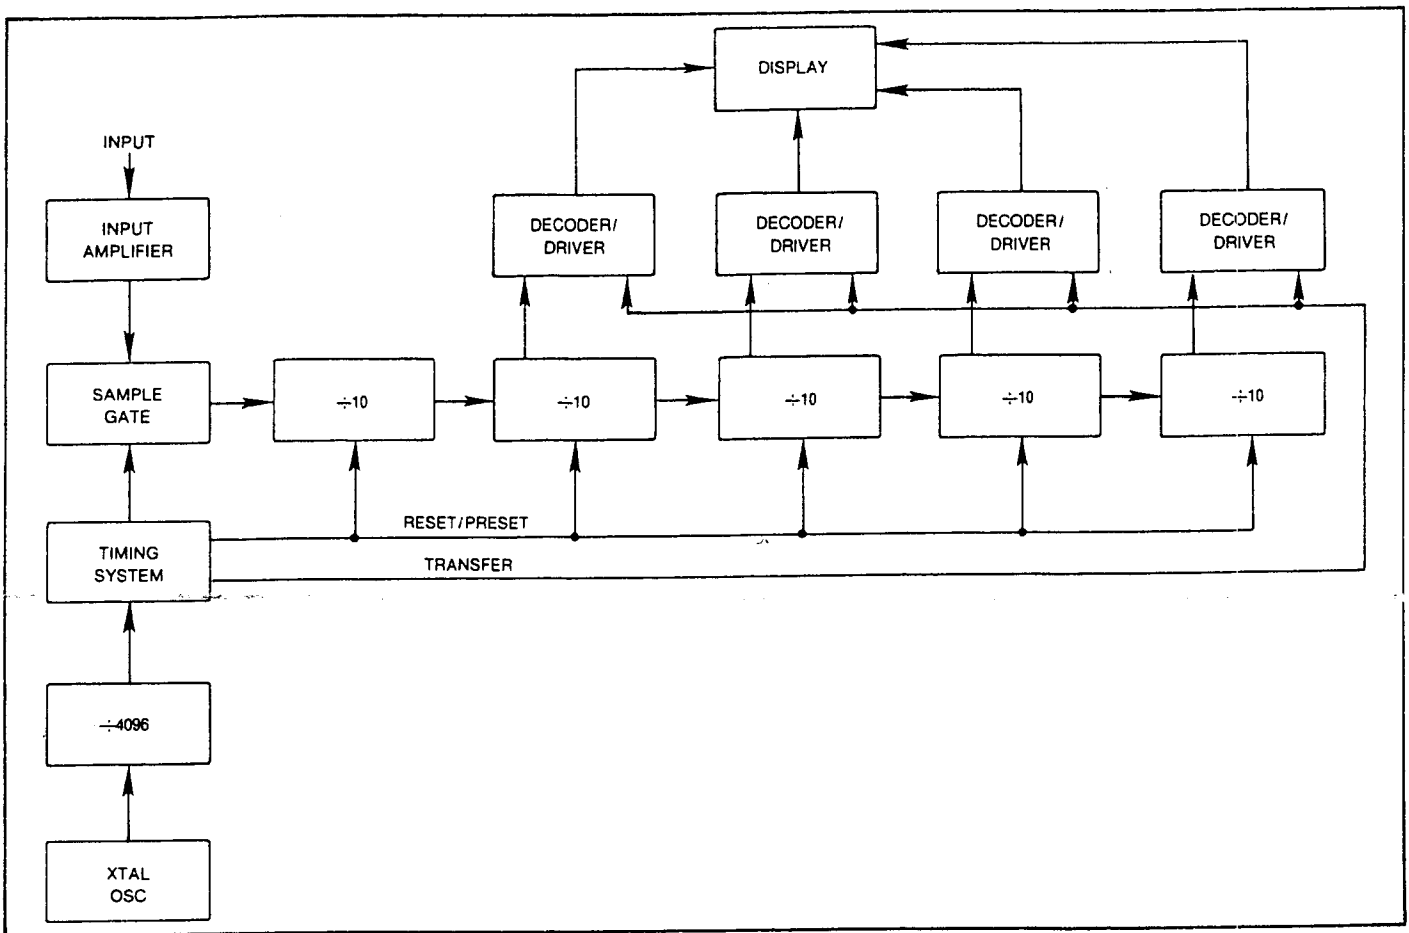 DISPLAY
INPUT
INPUT
AMPLIFIER
DECODER/
DRIVER
DECODER/
DRIVER
DECODER/
DRIVER
DECODER/
DRIVER
SAMPLE
GATE
÷10
÷10
÷10
÷10
÷10
RESET/PRESET
TIMING
SYSTEM
TRANSFER
÷4096
XTAL
OSC